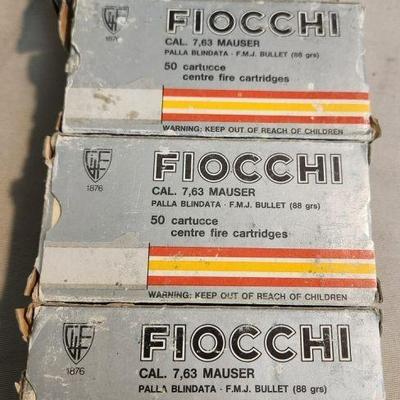 FIOCCHI
1876
CAL. 7,63 MAUSER
PALLA BLINDATA - F.M.J. BULLET (88 grs)
50 cartucce
centre fire cartridges
WARNING: KEEP OUT OF REACH OF CHILDREN
GFL
1876
FIOCCHI
CAL. 7,63 MAUSER
PALLA BLINDATA - F.M.J. BULLET (88 grs)
50 cartucce
centre fire cartridges
WARNING: KEEP OUT OF REACH OF CHILDREN
GFL
1876
FIOCCHI
CAL. 7,63 MAUSER
PALLA BLINDATA - F.M.J. BULLET (88 grs)